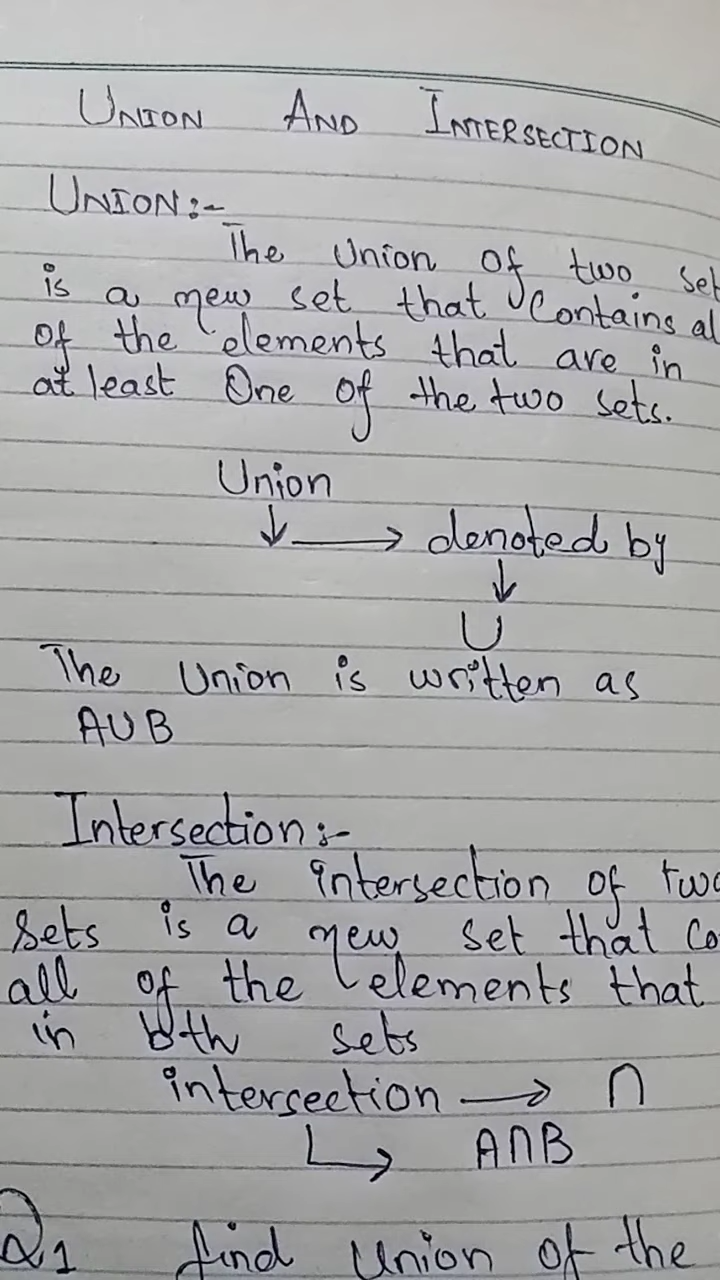 UNION AND INTERSECTION
UNION :-
The Union of two set
is a new set that Contains al
of the elements that are in
at least One of the two sets.
Union
↓ → denoted by
↓
U
The Union is written as
A∪B
Intersection :-
The intersection of two
Sets is a new set that Co
all of the elements that
in both sets
intersection → ∩
↳ A∩B
Q1 find Union of the